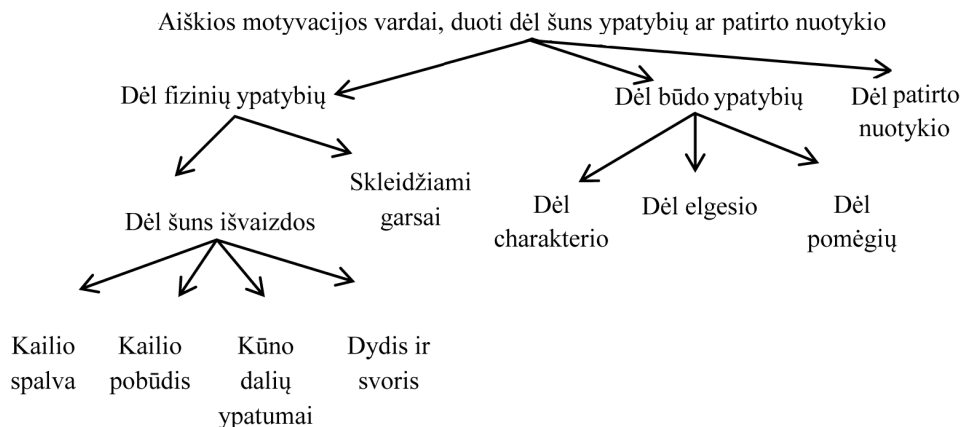 Aiškios motyvacijos vardai, duoti dėl šuns ypatybių ar patirto nuotykio
Dėl fizinių ypatybių
Dėl būdo ypatybių
Dėl patirto
nuotykio
Skleidžiami
garsai
Dėl šuns išvaizdos
Dėl
charakterio
Dėl elgesio
Dėl
pomėgių
Kailio
spalva
Kailio
pobūdis
Kūno
dalių
ypatumai
Dydis ir
svoris